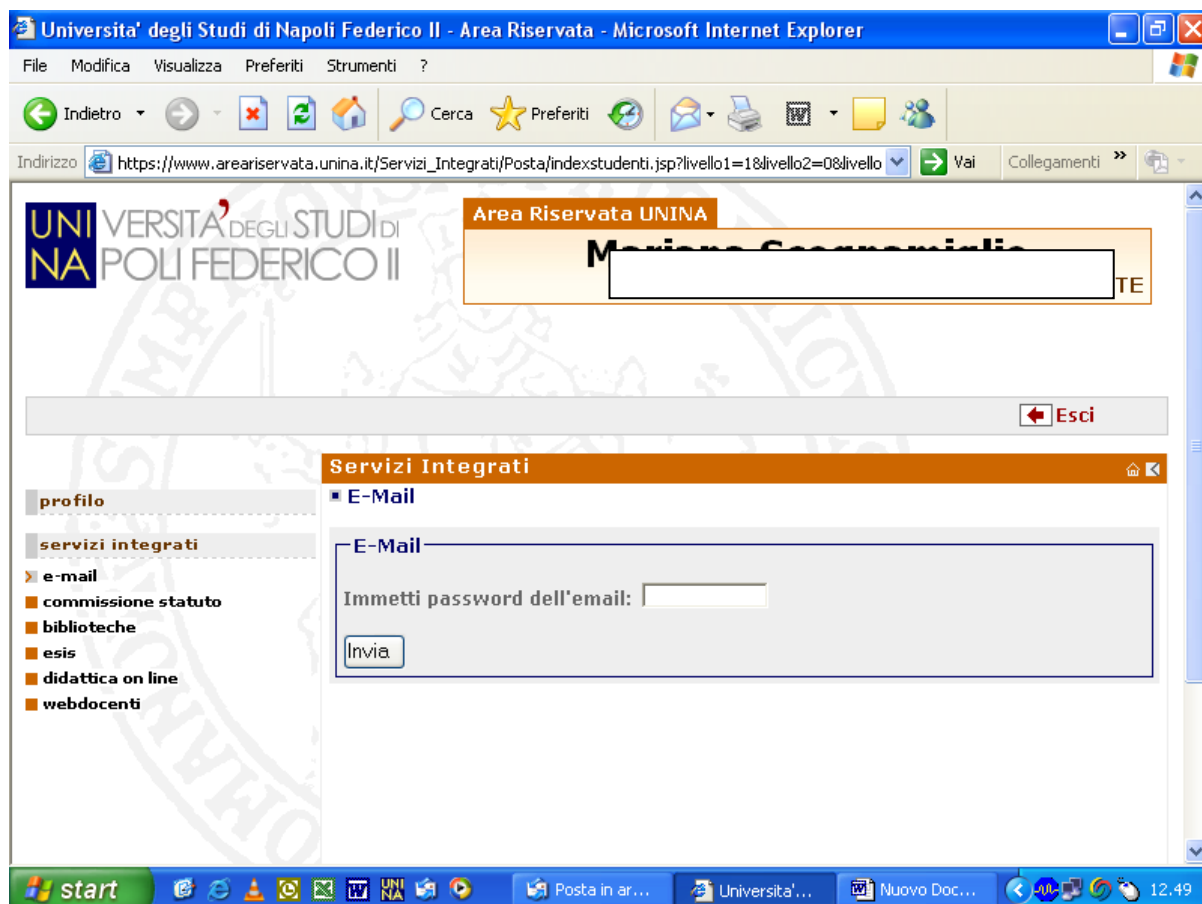 Universita' degli Studi di Napoli Federico II - Area Riservata - Microsoft Internet Explorer
File Modifica Visualizza Preferiti Strumenti ?
Indietro Cerca Preferiti
Indirizzo https://www.areariservata.unina.it/Servizi_Integrati/Posta/indexstudenti.jsp?livello1=1&livello2=0&livello Vai Collegamenti »
UNIVERSITA' DEGLI STUDI DI
NAPOLI FEDERICO II
Area Riservata UNINA
TE
Esci
Servizi Integrati
profilo
E-Mail
servizi integrati
E-Mail
e-mail
commissione statuto
biblioteche
esis
didattica on line
webdocenti
Immetti password dell'email:
Invia
start
UNI
NA
Posta in ar...
Universita'...
Nuovo Doc...
12.49